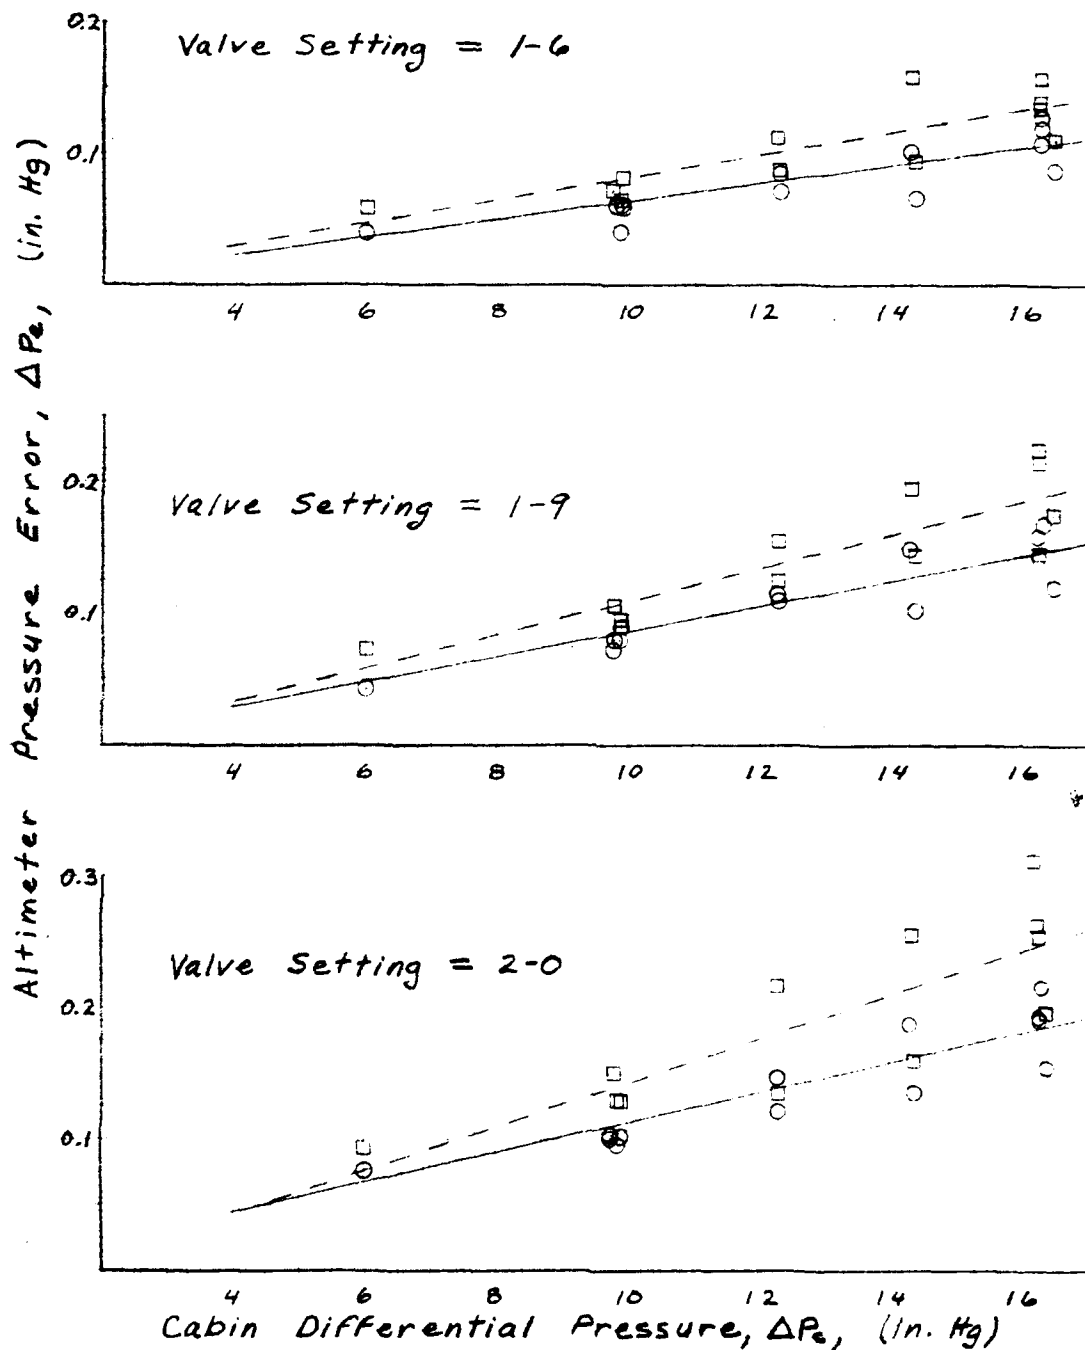 Altimeter Pressure Error, ΔPe, (in. Hg)
0.2
Valve Setting = 1-6
0.1
4 6 8 10 12 14 16
0.2
Valve Setting = 1-9
0.1
4 6 8 10 12 14 16
0.3
Valve Setting = 2-0
0.2
0.1
4 6 8 10 12 14 16
Cabin Differential Pressure, ΔPc, (In. Hg)